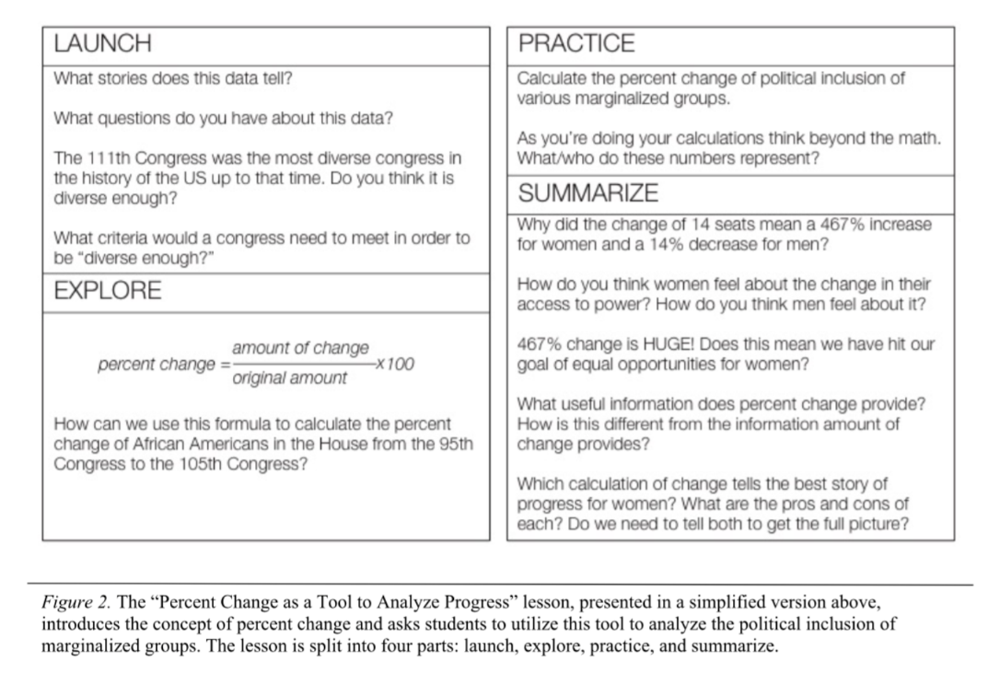 LAUNCH
What stories does this data tell?
What questions do you have about this data?
The 111th Congress was the most diverse congress in
the history of the US up to that time. Do you think it is
diverse enough?
What criteria would a congress need to meet in order to
be “diverse enough?”
EXPLORE
percent change = amount of change / original amount x 100
How can we use this formula to calculate the percent
change of African Americans in the House from the 95th
Congress to the 105th Congress?
PRACTICE
Calculate the percent change of political inclusion of
various marginalized groups.
As you're doing your calculations think beyond the math.
What/who do these numbers represent?
SUMMARIZE
Why did the change of 14 seats mean a 467% increase
for women and a 14% decrease for men?
How do you think women feel about the change in their
access to power? How do you think men feel about it?
467% change is HUGE! Does this mean we have hit our
goal of equal opportunities for women?
What useful information does percent change provide?
How is this different from the information amount of
change provides?
Which calculation of change tells the best story of
progress for women? What are the pros and cons of
each? Do we need to tell both to get the full picture?
Figure 2. The “Percent Change as a Tool to Analyze Progress” lesson, presented in a simplified version above,
introduces the concept of percent change and asks students to utilize this tool to analyze the political inclusion of
marginalized groups. The lesson is split into four parts: launch, explore, practice, and summarize.